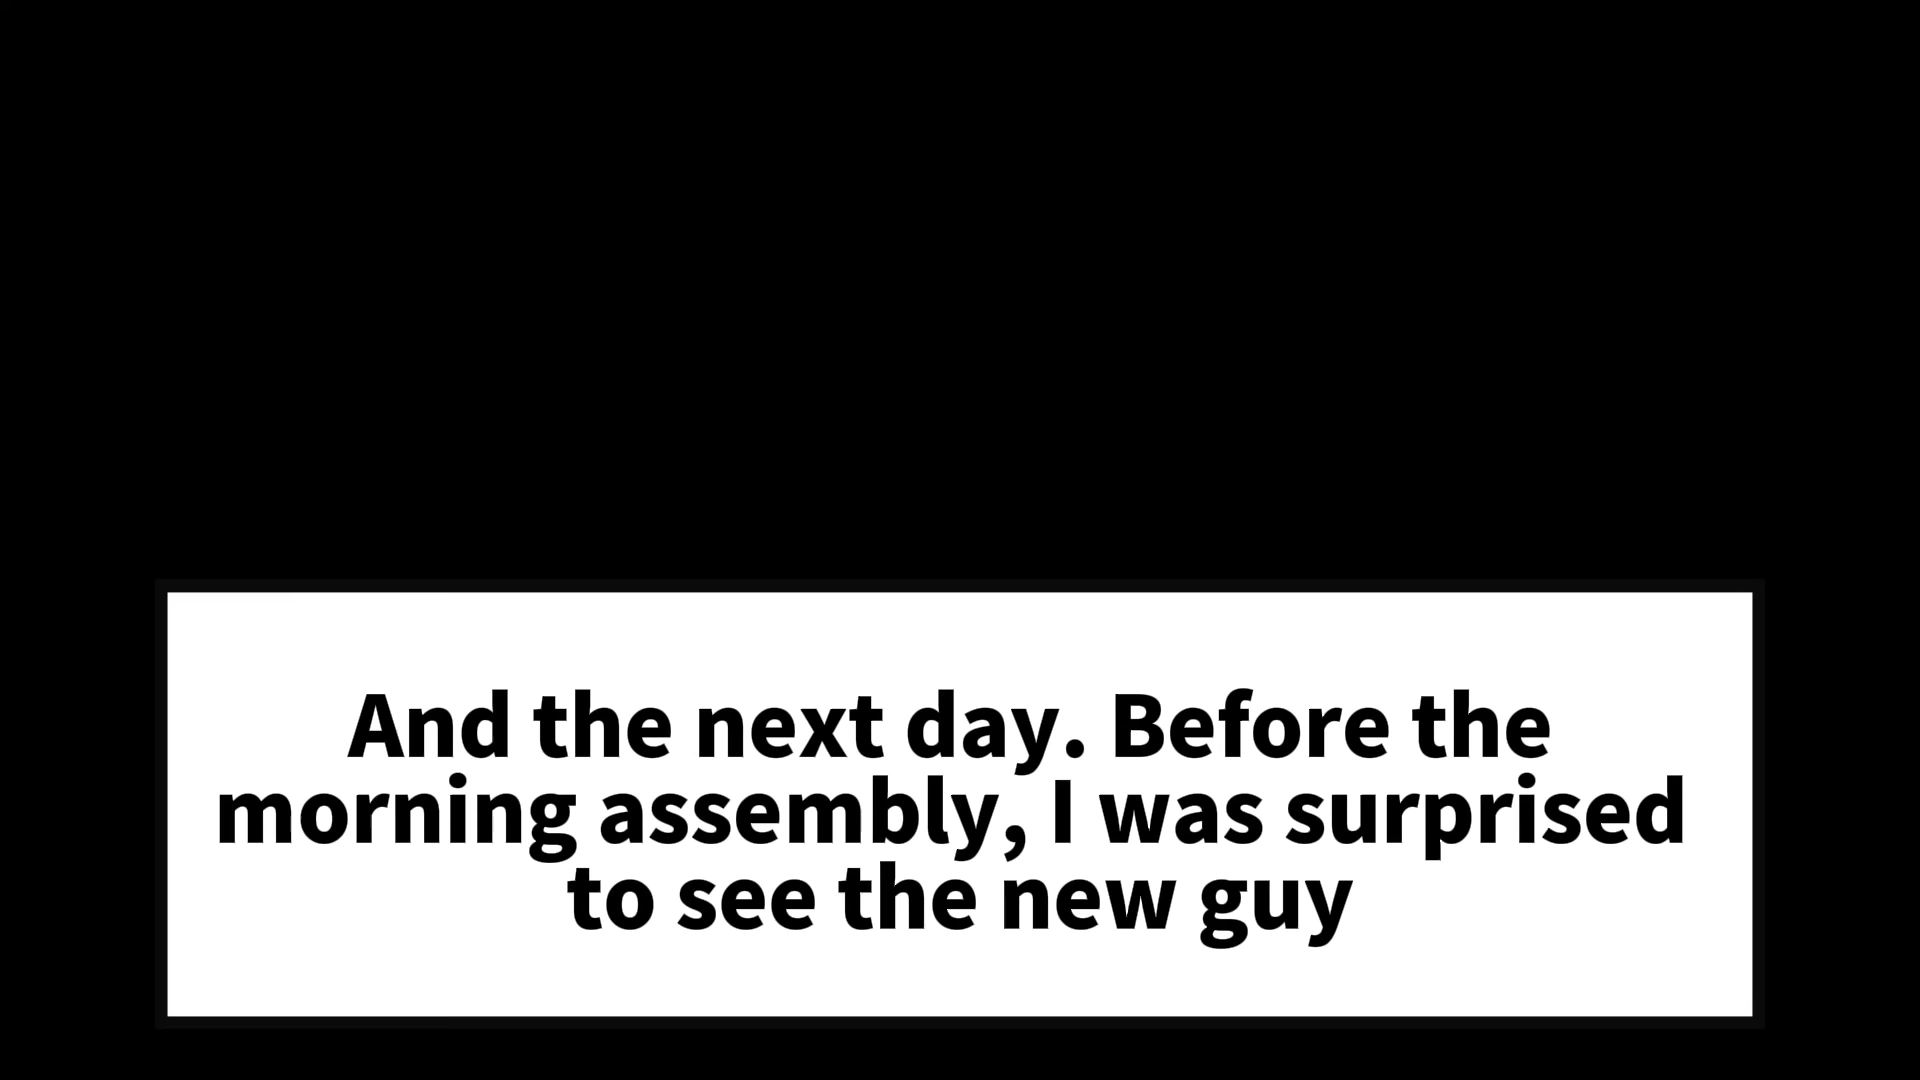 And the next day. Before the
morning assembly, I was surprised
to see the new guy